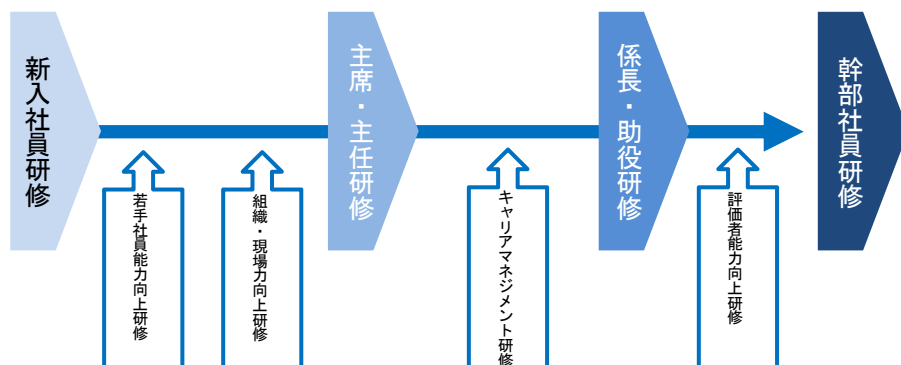 新入社員研修
若手社員能力向上研修
組織・現場力向上研修
主席・主任研修
キャリアマネジメント研修
係長・助役研修
評価者能力向上研修
幹部社員研修